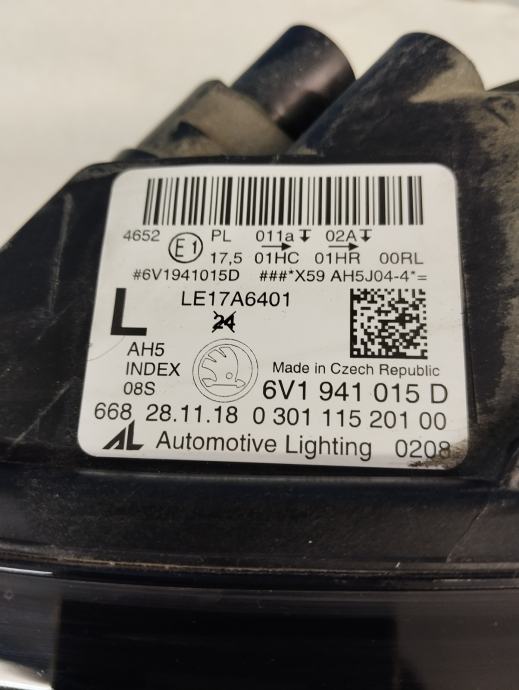 4652 E1 PL 011a 02A
17,5 01HC 01HR 00RL
#6V1941015D ###*X59 AH5J04-4*=
L LE17A6401
24
AH5
INDEX Made in Czech Republic
08S 6V1 941 015 D
668 28.11.18 0 301 115 201 00
AL Automotive Lighting 0208